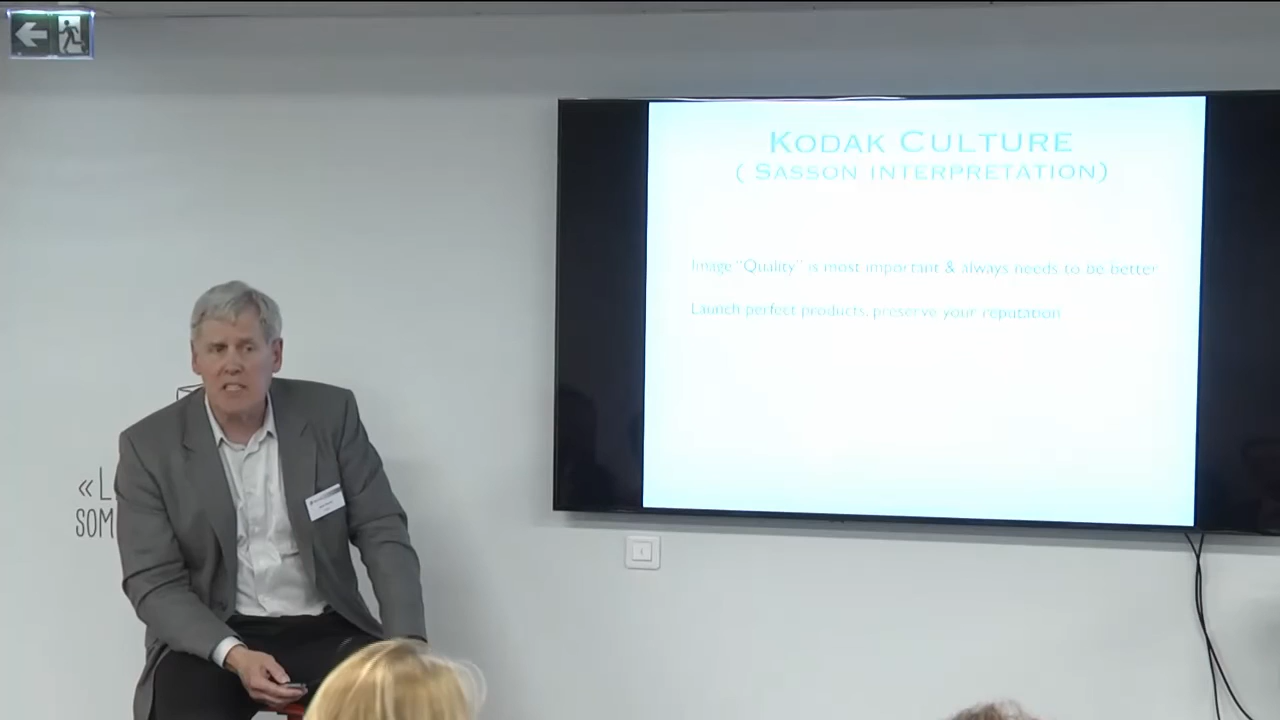 KODAK CULTURE
( SASSON INTERPRETATION)
Image "Quality" is most important & always needs to be better
Launch perfect products, preserve your reputation
«L
SOM